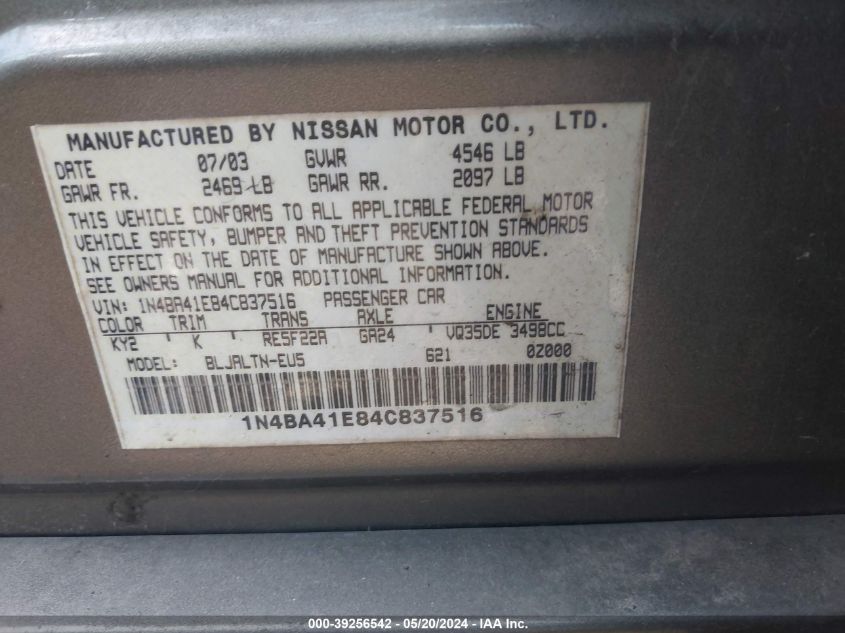 MANUFACTURED BY NISSAN MOTOR CO., LTD.
DATE 07/03 GVWR 4546 LB
GAWR FR. 2469 LB GAWR RR. 2097 LB
THIS VEHICLE CONFORMS TO ALL APPLICABLE FEDERAL MOTOR
VEHICLE SAFETY, BUMPER AND THEFT PREVENTION STANDARDS
IN EFFECT ON THE DATE OF MANUFACTURE SHOWN ABOVE.
SEE OWNERS MANUAL FOR ADDITIONAL INFORMATION.
VIN: 1N4BA41E84C837516 PASSENGER CAR
COLOR TRIM TRANS AXLE ENGINE
KY2 ' K ' RE5F22A GA24 ' VQ35DE 3498CC
MODEL: BLJALTN-EU5 621 0Z000
1N4BA41E84C837516
000-39256542 - 05/20/2024 - IAA Inc.